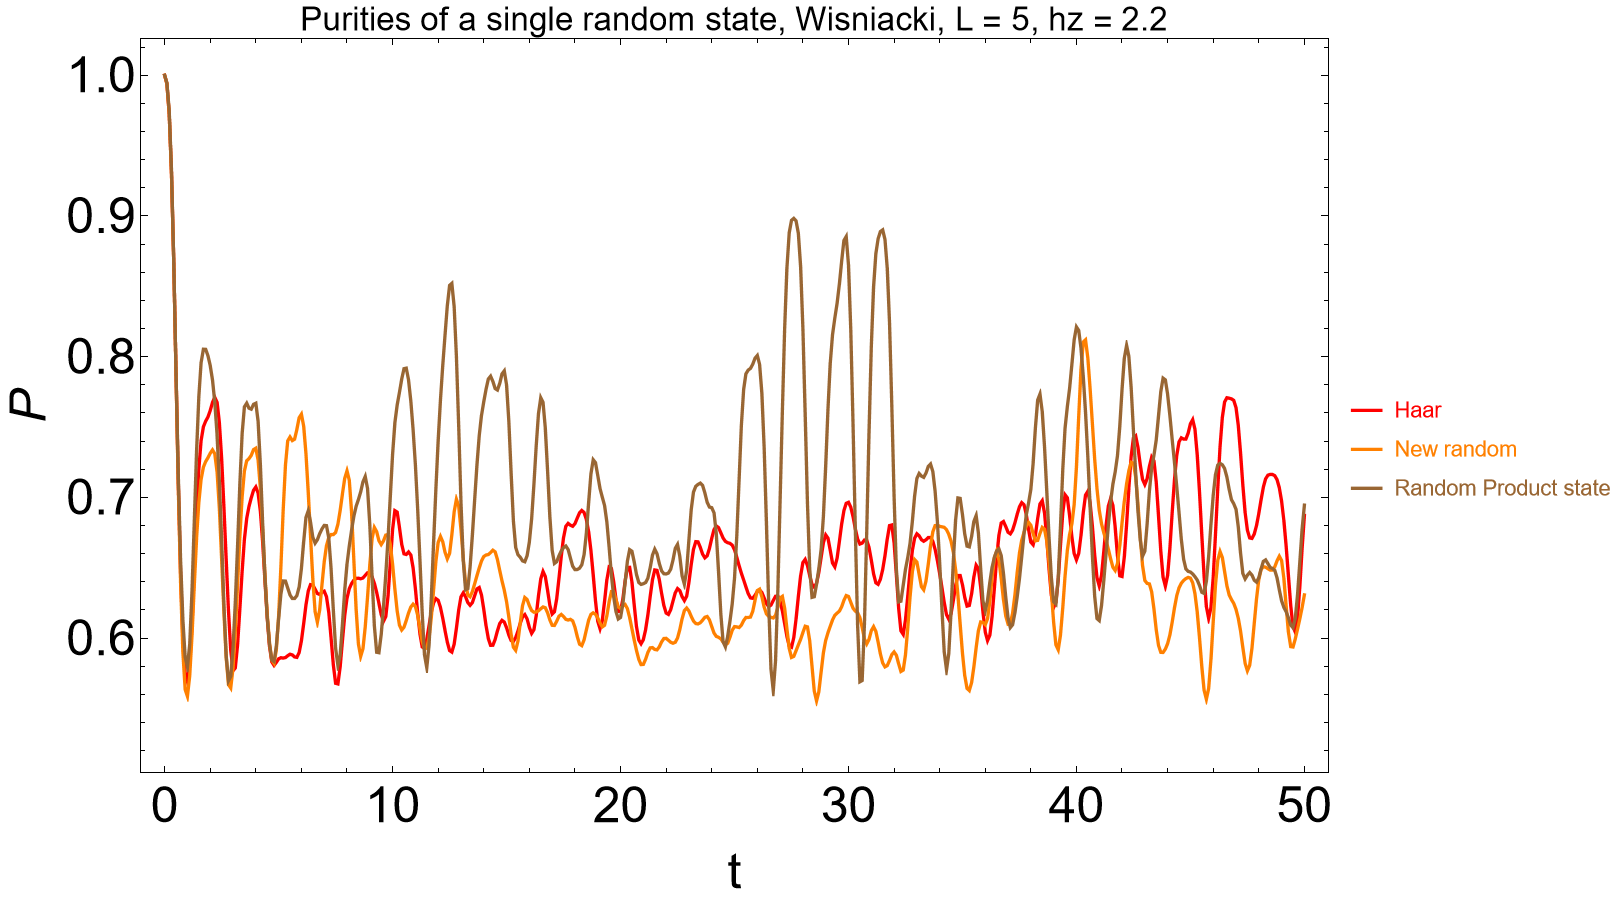 Purities of a single random state, Wisniacki, L = 5, hz = 2.2
1.0
0.9
0.8
0.7
0.6
P
0 10 20 30 40 50
t
Haar
New random
Random Product state